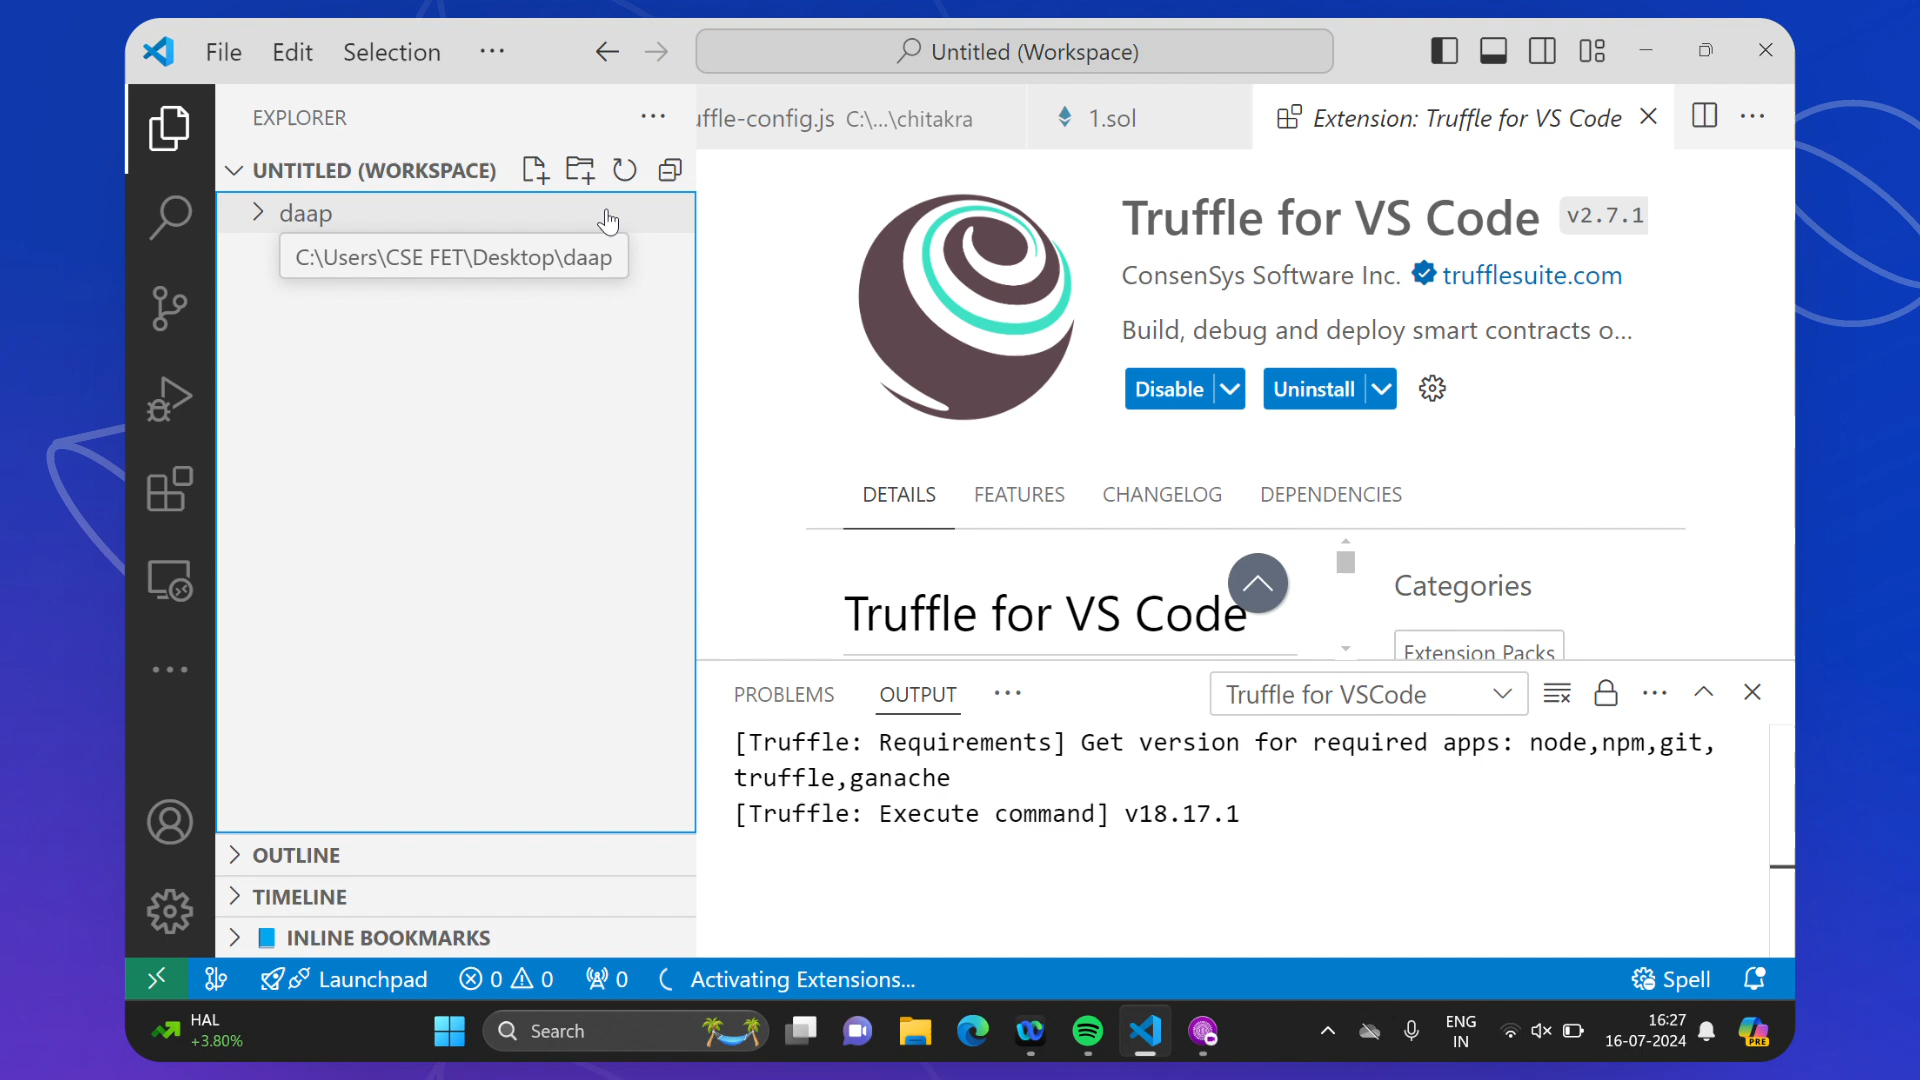 File Edit Selection ···
Untitled (Workspace)
EXPLORER
uffle-config.js C:\...\chitakra
1.sol
Extension: Truffle for VS Code
UNTITLED (WORKSPACE)
daap
C:\Users\CSE FET\Desktop\daap
Truffle for VS Code v2.7.1
ConsenSys Software Inc. trufflesuite.com
Build, debug and deploy smart contracts o...
Disable
Uninstall
DETAILS FEATURES CHANGELOG DEPENDENCIES
Truffle for VS Code
Categories
Extension Packs
PROBLEMS OUTPUT ···
Truffle for VSCode
[Truffle: Requirements] Get version for required apps: node,npm,git,
truffle,ganache
[Truffle: Execute command] v18.17.1
OUTLINE
TIMELINE
INLINE BOOKMARKS
Launchpad 0 0 0 Activating Extensions...
Spell
HAL
+3.80%
Search
ENG
IN
16:27
16-07-2024
PRE